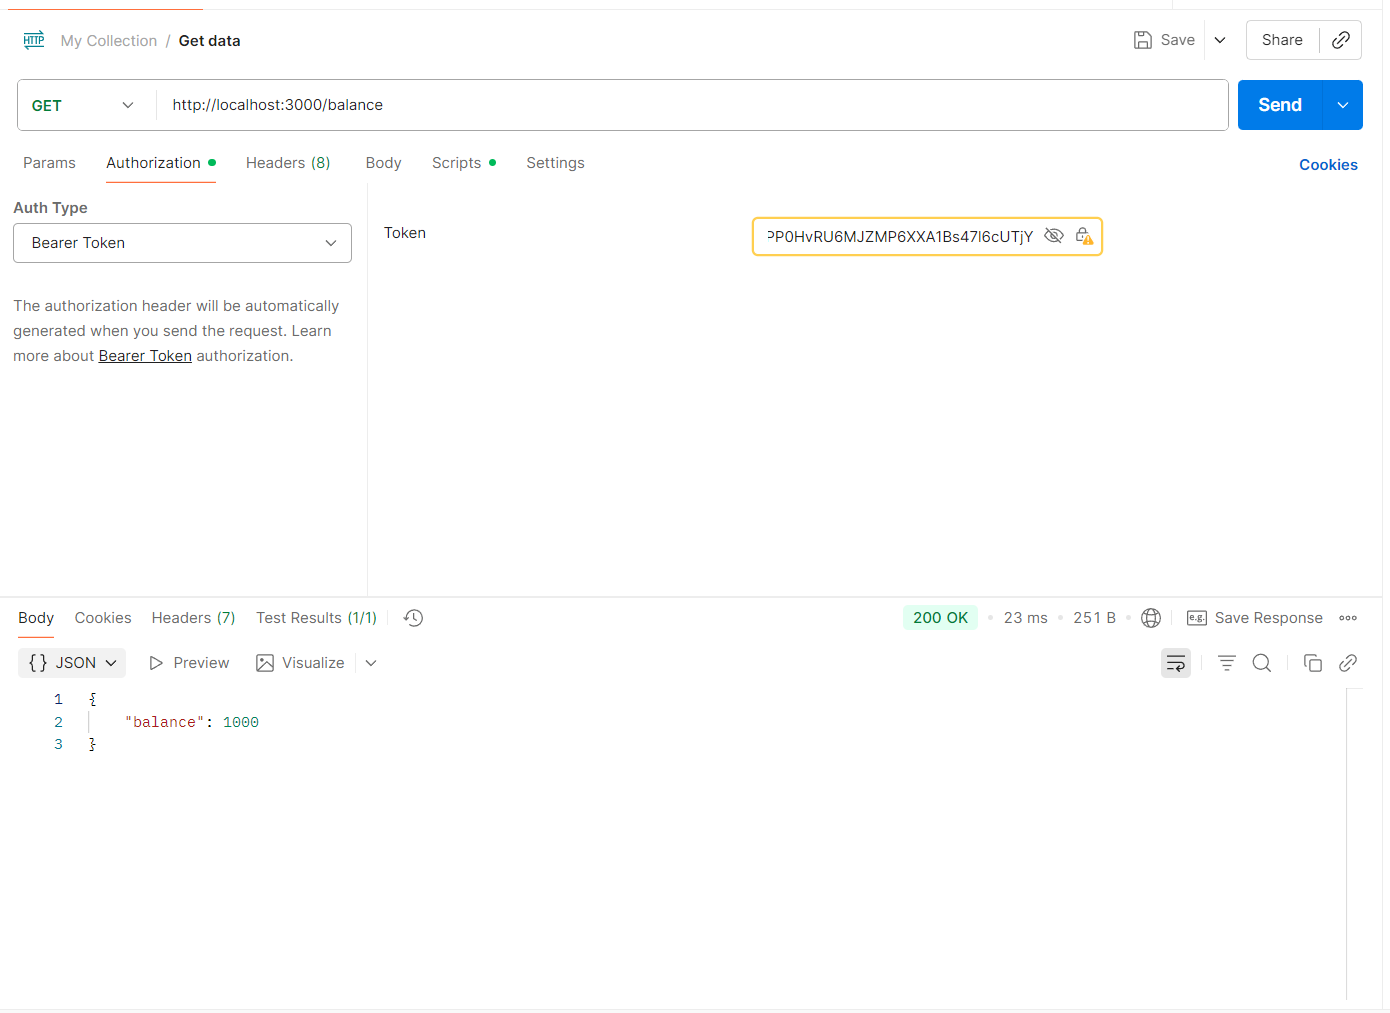 HTTP My Collection / Get data Save Share
GET http://localhost:3000/balance Send
Params Authorization Headers (8) Body Scripts Settings Cookies
Auth Type
Bearer Token
Token PP0HvRU6MJZMP6XXA1Bs47I6cUTjY
The authorization header will be automatically
generated when you send the request. Learn
more about Bearer Token authorization.
Body Cookies Headers (7) Test Results (1/1) 200 OK • 23 ms • 251 B • e.g. Save Response
{} JSON Preview Visualize
1 {
2 "balance": 1000
3 }